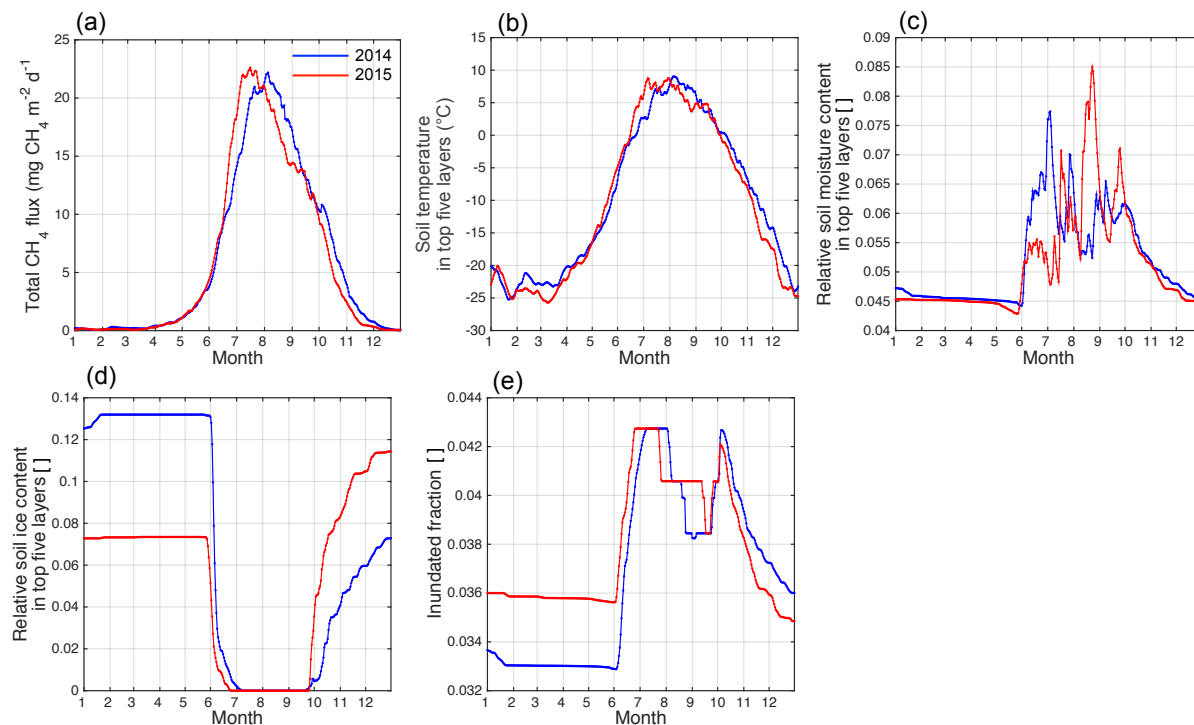 (a)
25
20
15
10
5
0
1 2 3 4 5 6 7 8 9 10 11 12
Month
Total CH4 flux (mg CH4 m-2 d-1)
2014
2015
(b)
15
10
5
0
-5
-10
-15
-20
-25
-30
1 2 3 4 5 6 7 8 9 10 11 12
Month
Soil temperature
in top five layers (°C)
(c)
0.09
0.085
0.08
0.075
0.07
0.065
0.06
0.055
0.05
0.045
0.04
1 2 3 4 5 6 7 8 9 10 11 12
Month
Relative soil moisture content
in top five layers [ ]
(d)
0.14
0.12
0.10
0.08
0.06
0.04
0.02
0
1 2 3 4 5 6 7 8 9 10 11 12
Month
Relative soil ice content
in top five layers [ ]
(e)
0.044
0.042
0.04
0.038
0.036
0.034
0.032
1 2 3 4 5 6 7 8 9 10 11 12
Month
Inundated fraction [ ]